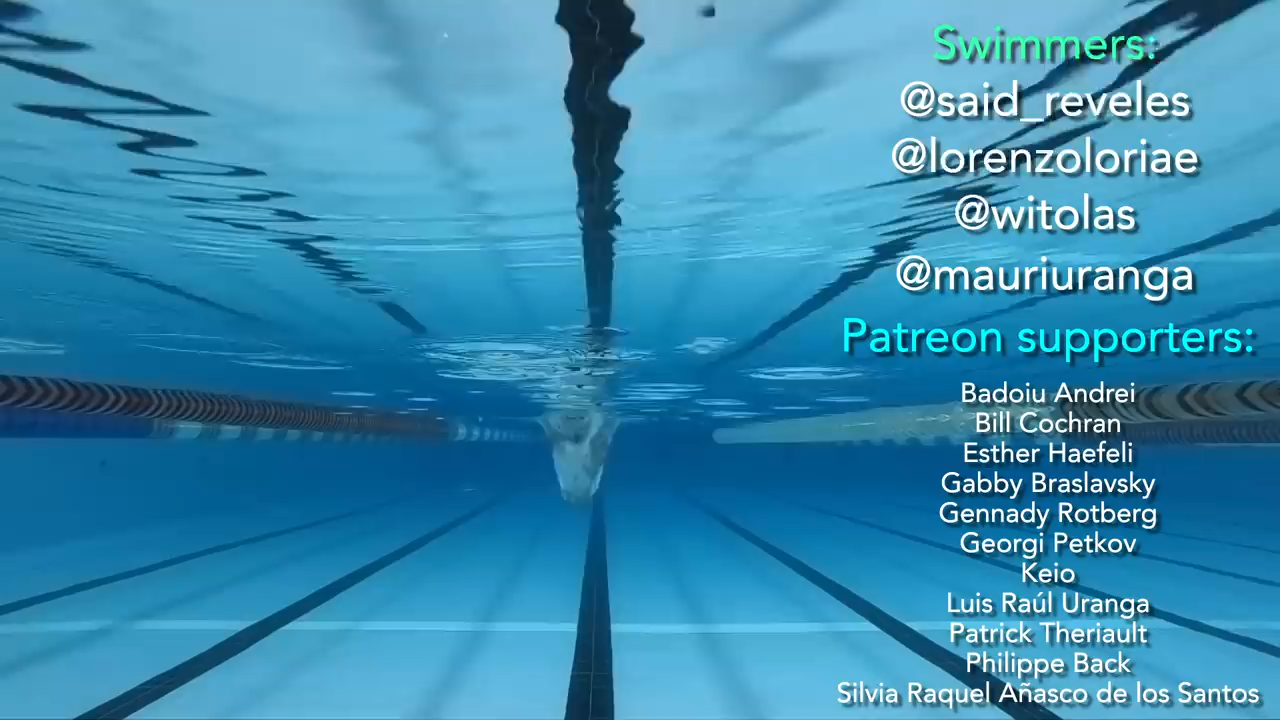 Swimmers:
@said_reveles
@lorenzoloriae
@witolas
@mauriuranga
Patreon supporters:
Badoiu Andrei
Bill Cochran
Esther Haefeli
Gabby Braslavsky
Gennady Rotberg
Georgi Petkov
Keio
Luis Raúl Uranga
Patrick Theriault
Philippe Back
Silvia Raquel Añasco de los Santos